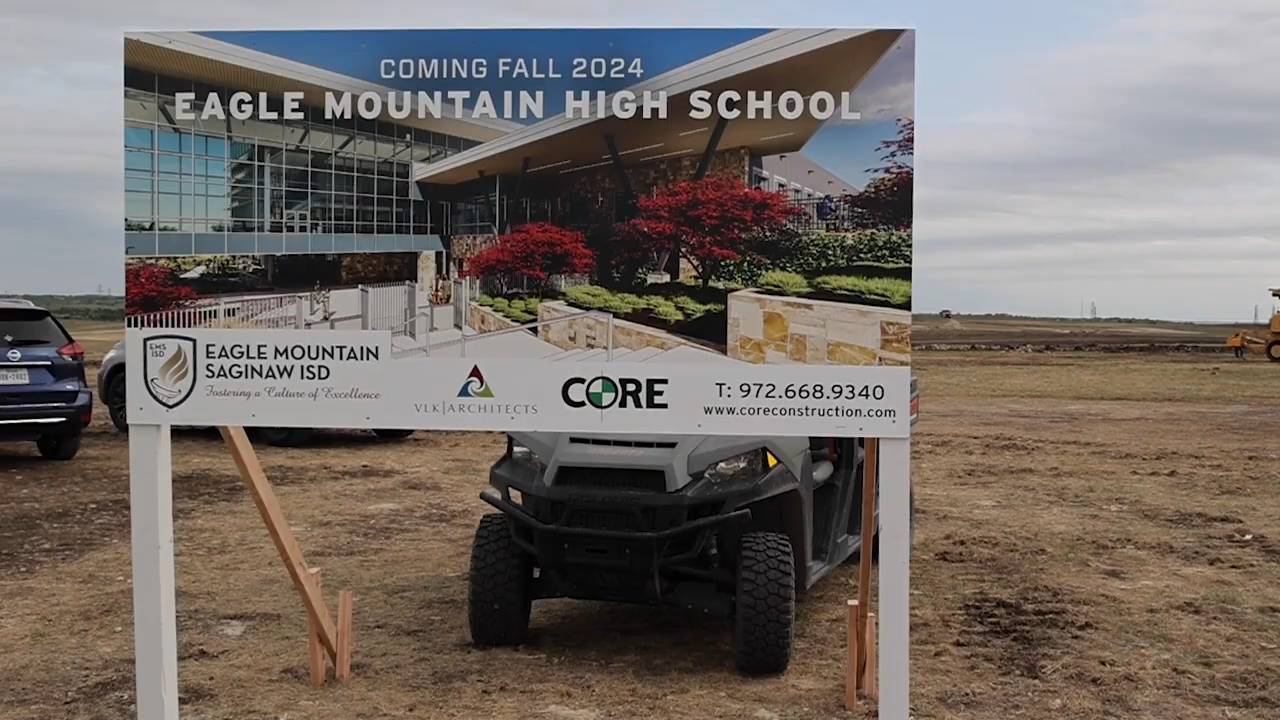 COMING FALL 2024
EAGLE MOUNTAIN HIGH SCHOOL
EMS
ISD
EAGLE MOUNTAIN
SAGINAW ISD
Fostering a Culture of Excellence
VLK|ARCHITECTS
CORE
T: 972.668.9340
www.coreconstruction.com